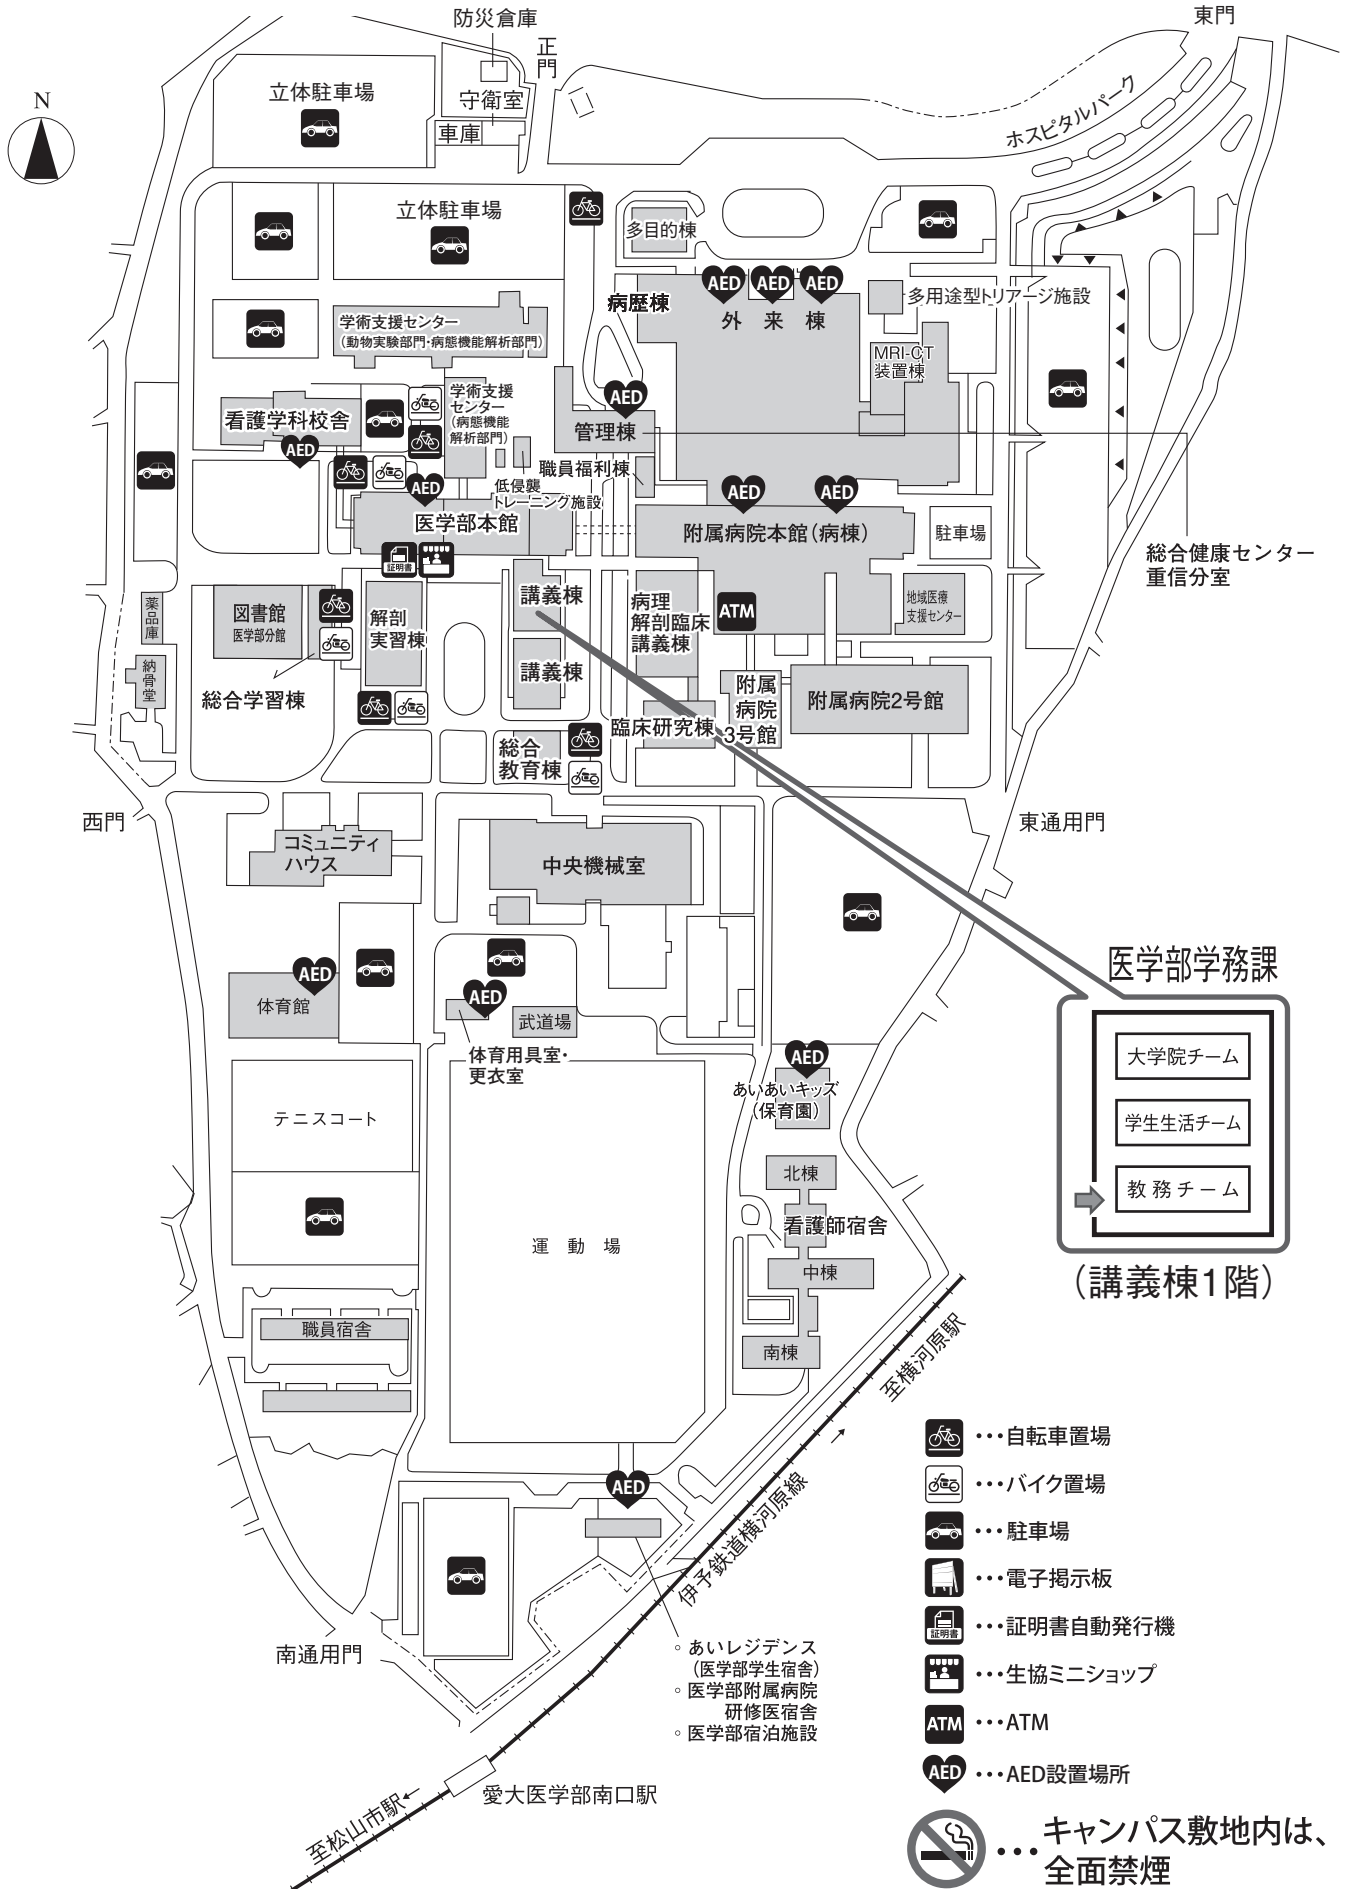 防災倉庫
正門
東門
N
立体駐車場
守衛室
車庫
ホスピタルパーク
立体駐車場
多目的棟
AED
AED
AED
病歴棟
外来棟
多用途型トリアージ施設
学術支援センター
(動物実験部門・病態機能解析部門)
MRI-CT
装置棟
学術支援
センター
(病態機能
解析部門)
AED
看護学科校舎
管理棟
AED
職員福利棟
低侵襲
トレーニング施設
AED
AED
AED
医学部本館
附属病院本館(病棟)
駐車場
総合健康センター
重信分室
証明書
薬品庫
図書館
医学部分館
解剖
実習棟
講義棟
病理
解剖臨床
講義棟
ATM
地域医療
支援センター
納骨堂
講義棟
総合学習棟
附属
病院
3号館
附属病院2号館
臨床研究棟
総合
教育棟
西門
東通用門
コミュニティ
ハウス
中央機械室
AED
体育館
AED
武道場
体育用具室・
更衣室
医学部学務課
大学院チーム
学生生活チーム
教務チーム
(講義棟1階)
AED
あいあいキッズ
(保育園)
テニスコート
北棟
看護師宿舎
運動場
中棟
職員宿舎
南棟
至横河原駅→
伊予鉄道横河原線
AED
南通用門
◦あいレジデンス
(医学部学生宿舎)
◦医学部附属病院
研修医宿舎
◦医学部宿泊施設
愛大医学部南口駅
至松山市駅←
…自転車置場
…バイク置場
…駐車場
…電子掲示板
証明書
…証明書自動発行機
…生協ミニショップ
ATM
…ATM
AED
…AED設置場所
…キャンパス敷地内は、
全面禁煙